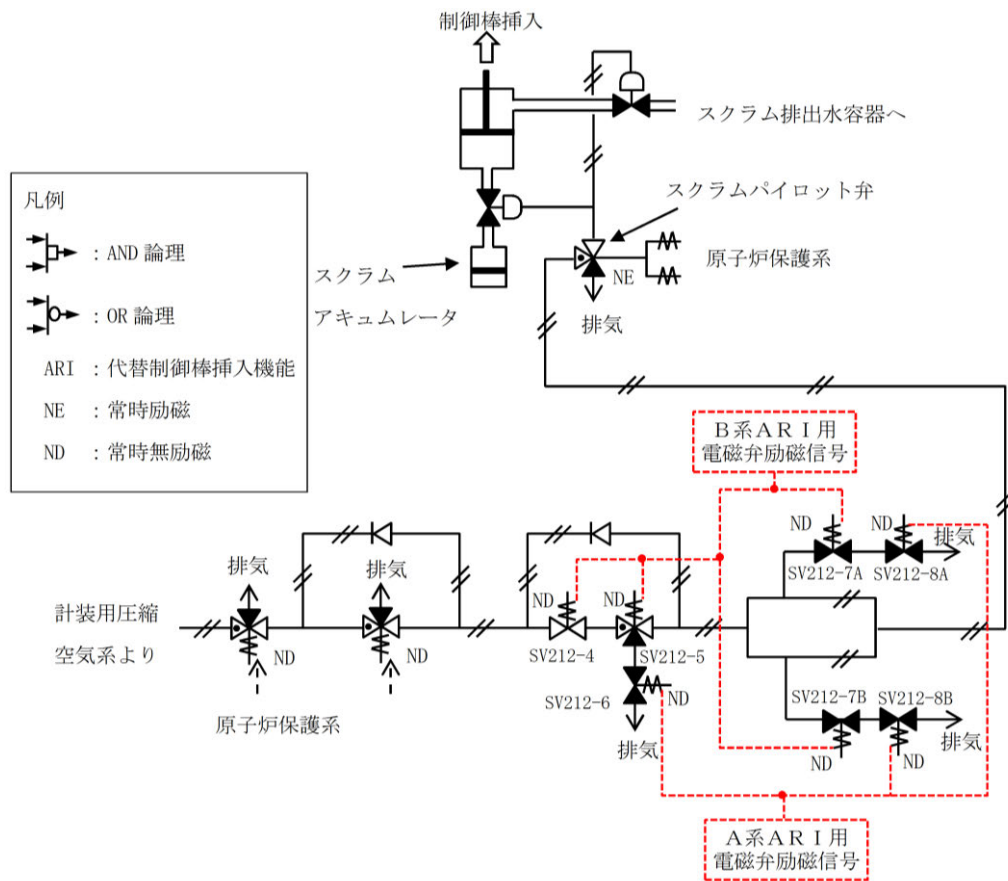 制御棒挿入
スクラム排出水容器へ
スクラムパイロット弁
原子炉保護系
NE
排気
スクラム
アキュムレータ
凡例
：AND 論理
：OR 論理
ARI ：代替制御棒挿入機能
NE ：常時励磁
ND ：常時無励磁
B系ARI用
電磁弁励磁信号
ND
ND
排気
SV212-7A
SV212-8A
計装用圧縮
空気系より
排気
排気
ND
ND
原子炉保護系
ND
ND
SV212-4
SV212-5
SV212-6
ND
排気
SV212-7B
SV212-8B
排気
ND
ND
A系ARI用
電磁弁励磁信号